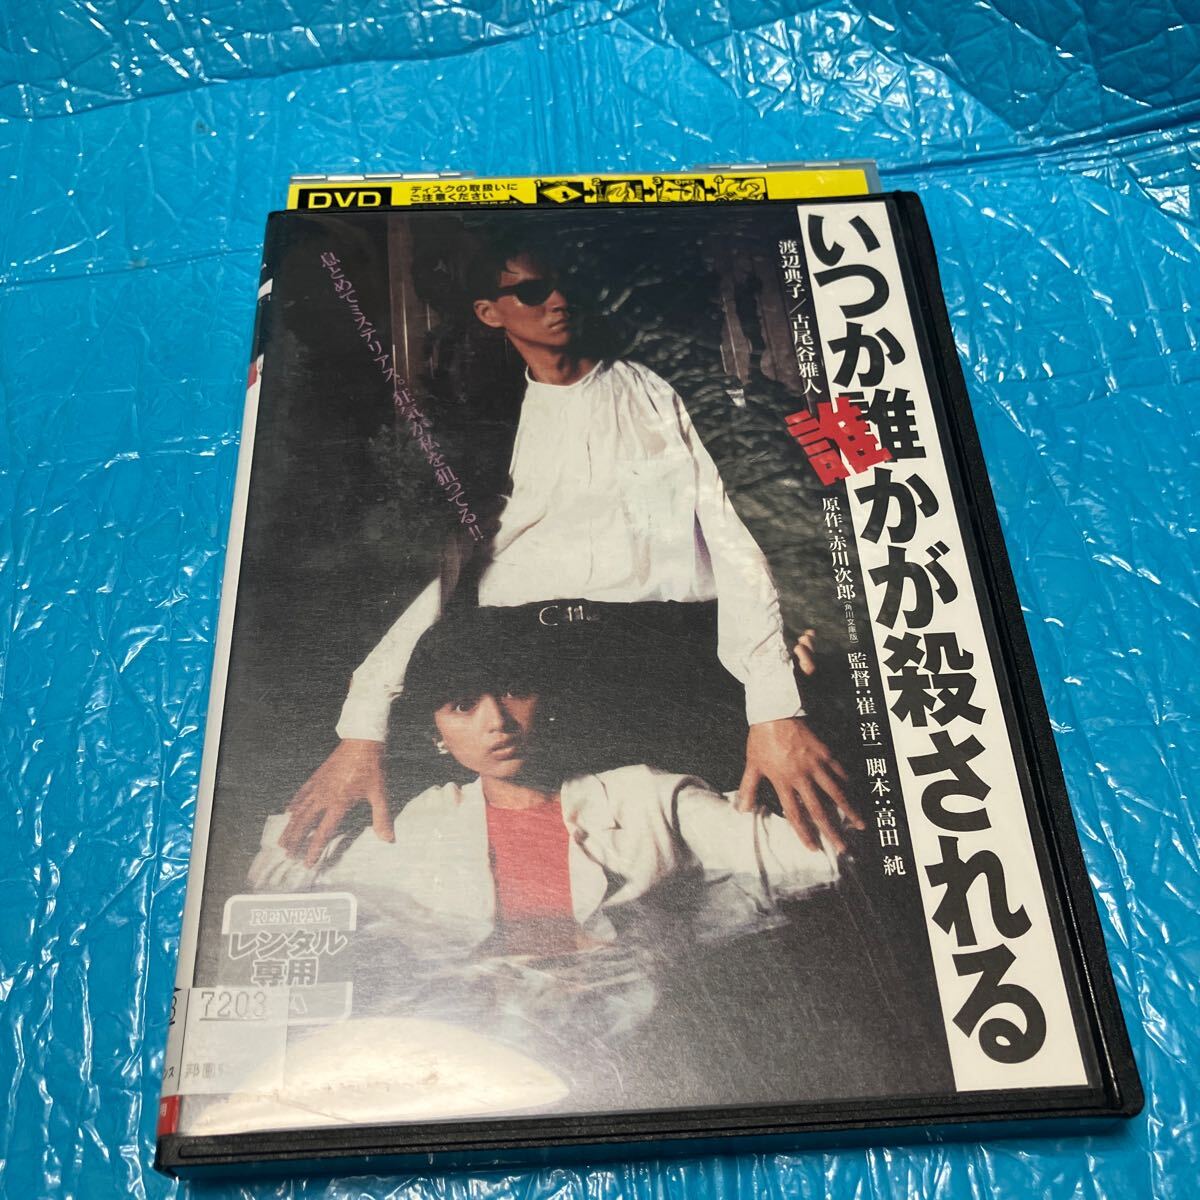 DVD
ディスクの取扱いに
ご注意ください
いつか誰かが殺される
渡辺典子／古尾谷雅人
原作:赤川次郎(角川文庫版) 監督:崔 洋一 脚本:高田 純
息とめてミステリアス。狂気が私を狙ってる!!
RENTAL
レンタル
専用
7203
邦画